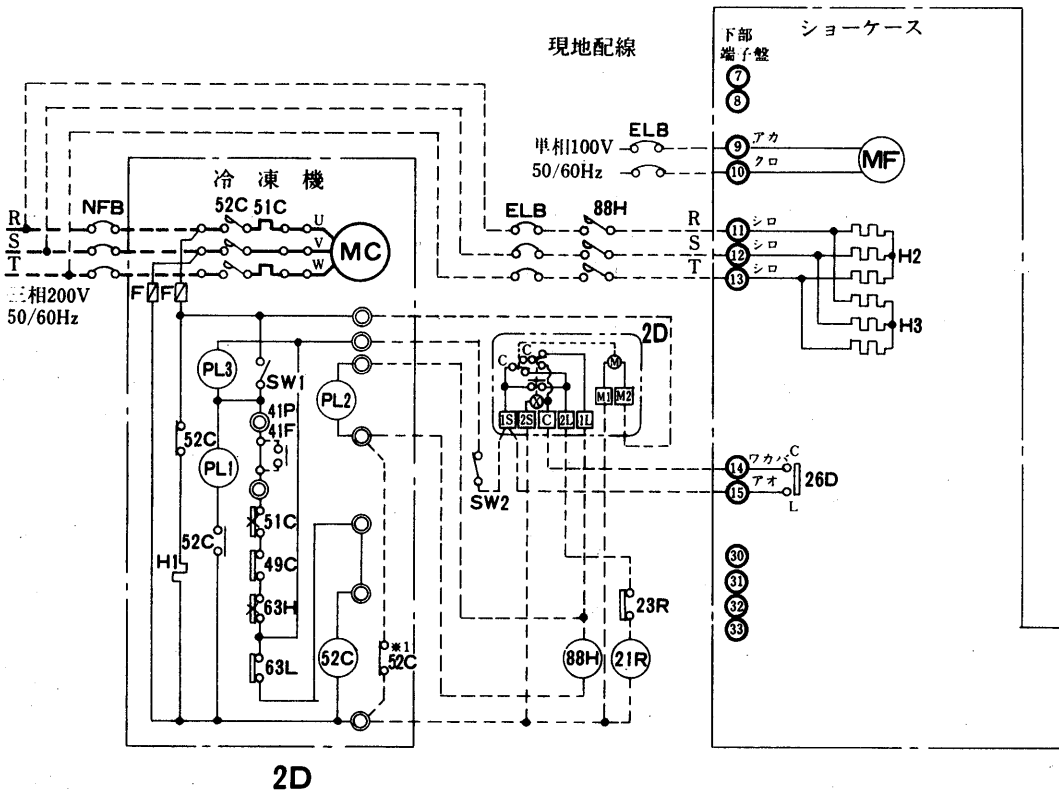 ショーケース
現地配線
下部
端子盤
7
8
単相100V
50/60Hz
ELB
9 アカ
10 クロ
MF
冷凍機
R
S
T
三相200V
50/60Hz
NFB
52C
51C
U
V
W
MC
ELB
88H
R
S
T
11 シロ
12 シロ
13 シロ
H2
H3
F
F
PL3
SW1
41P
41F
PL2
52C
PL1
52C
H1
51C
49C
63H
63L
52C
※1
52C
2D
C
C
M
M1
M2
X
1S
2S
C
2L
1L
SW2
14 ワカバ
15 アオ
C
26D
L
23R
88H
21R
30
31
32
33
2D